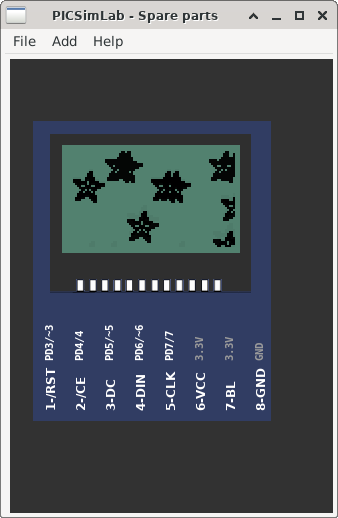 PICSimLab - Spare parts
File Add Help
1-/RST PD3/~3
2-/CE PD4/4
3-DC PD5/~5
4-DIN PD6/~6
5-CLK PD7/7
6-VCC 3.3V
7-BL 3.3V
8-GND GND